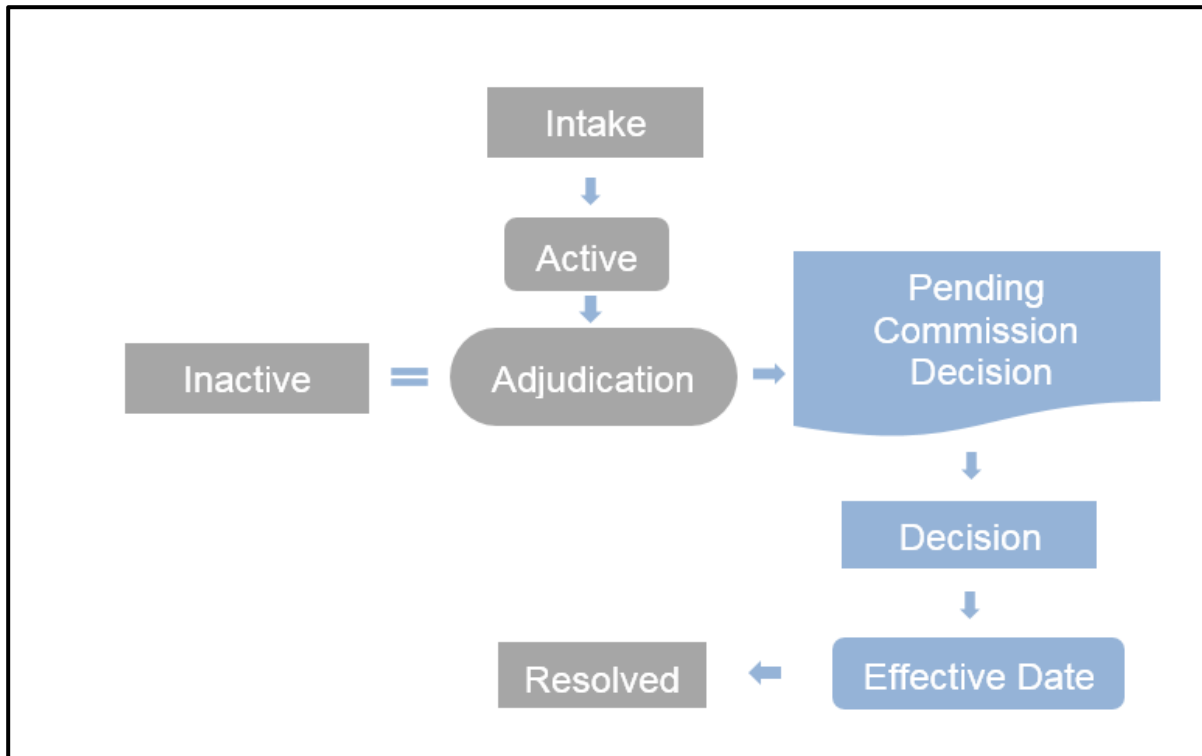 Intake
Active
Inactive
Adjudication
Pending
Commission
Decision
Decision
Effective Date
Resolved